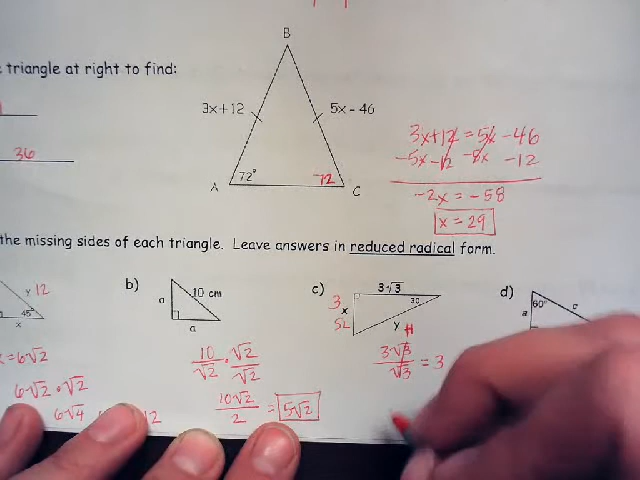 B
triangle at right to find:
3x+12
5x-46
36
A
72°
72
C
3x+12 = 5x-46
-5x-12 -5x -12
-2x = -58
x = 29
the missing sides of each triangle. Leave answers in reduced radical form.
y 12
45°
x
b)
10 cm
a
a
c)
3√3
30
3
x
SL
y
H
d)
60°
a
c
= 6√2
6√2 • √2
6√4
12
10/√2 • √2/√2
10√2/2 = 5√2
3√3/√3 = 3